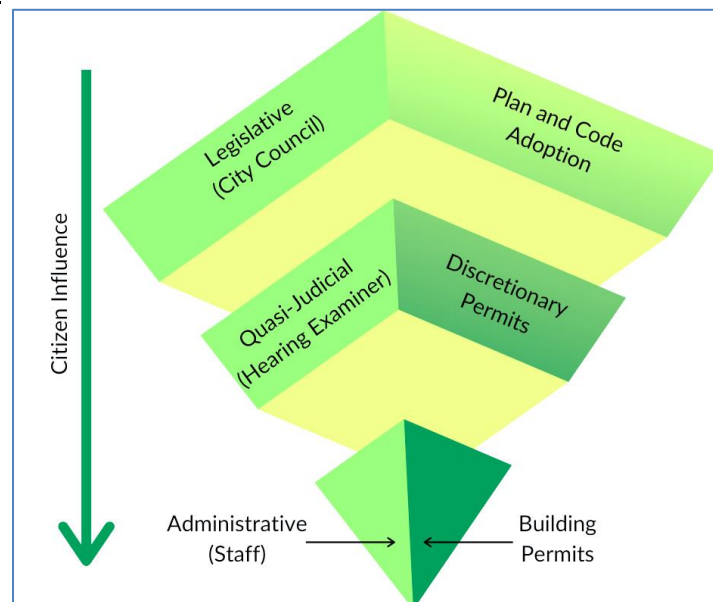 Legislative
(City Council)
Plan and Code
Adoption
Quasi-Judicial
(Hearing Examiner)
Discretionary
Permits
Citizen Influence
Administrative
(Staff)
Building
Permits